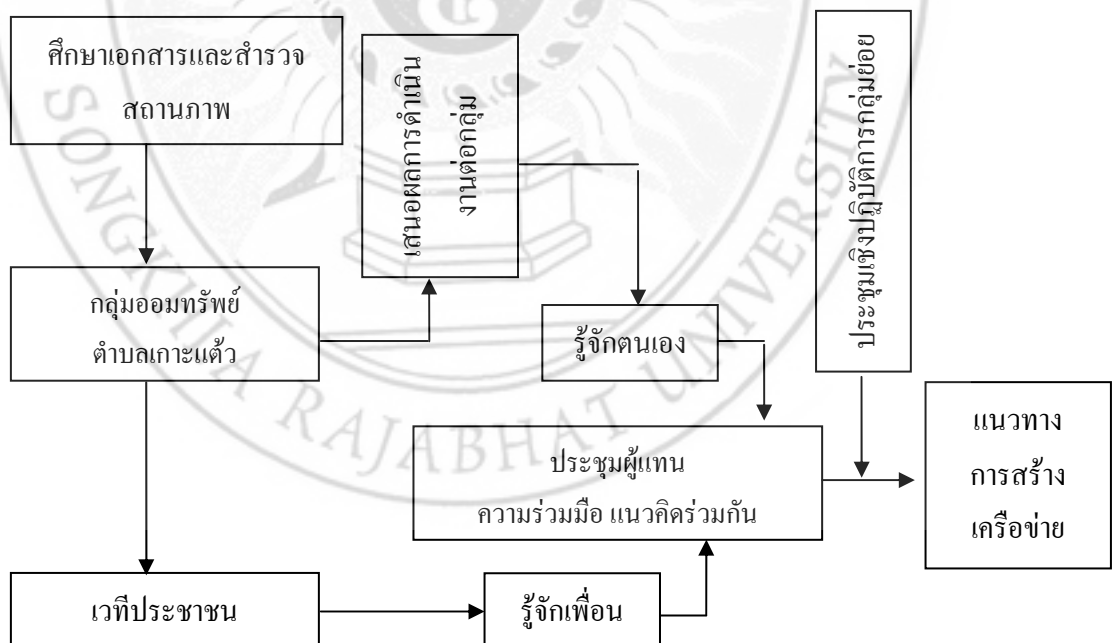 ศึกษาเอกสารและสำรวจ
สถานภาพ
เสนอผลการดำเนิน
งานต่อกลุ่ม
ประชุมเชิงปฏิบัติการกลุ่มย่อย
กลุ่มออมทรัพย์
ตำบลเกาะแต้ว
รู้จักตนเอง
ประชุมผู้แทน
ความร่วมมือ แนวคิดร่วมกัน
แนวทาง
การสร้าง
เครือข่าย
เวทีประชาชน
รู้จักเพื่อน
SONGKHLA RAJABHAT UNIVERSITY